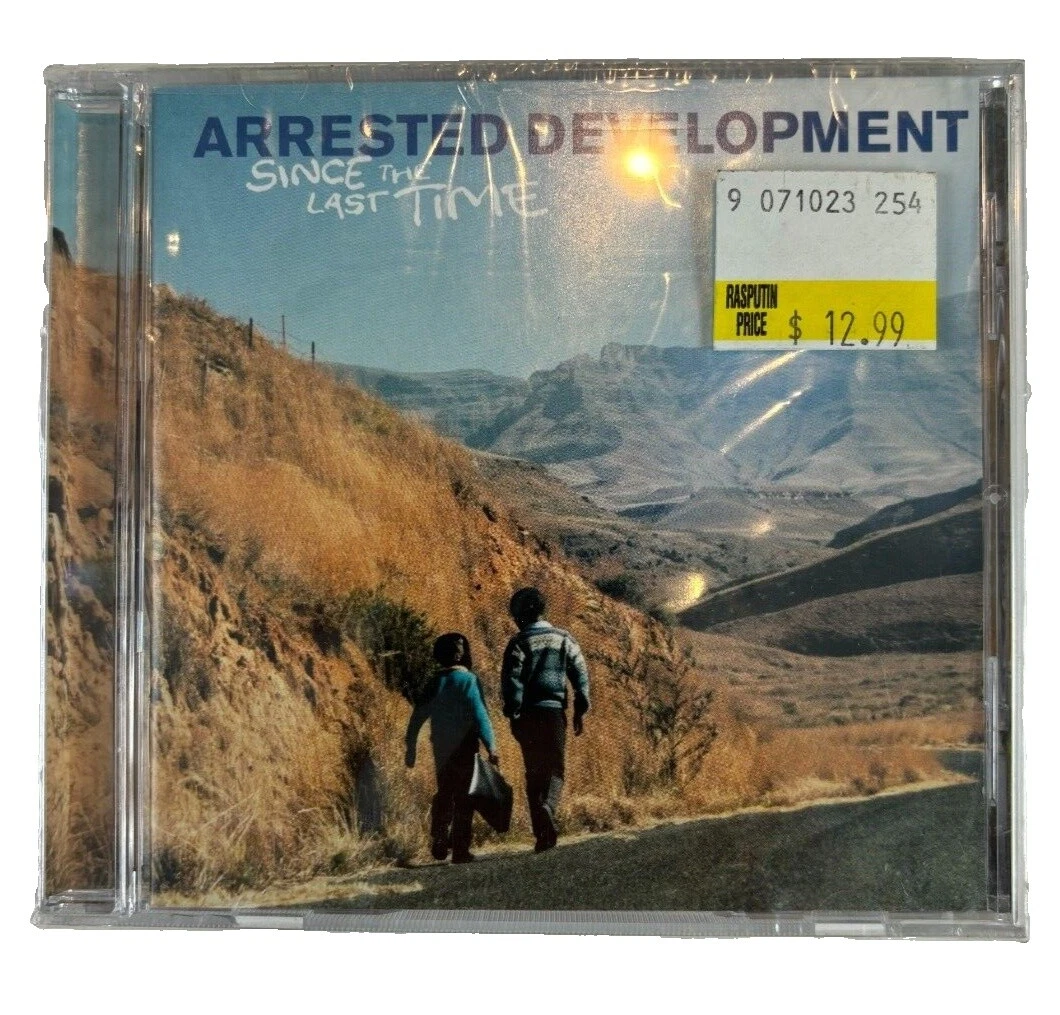 ARRESTED DEVELOPMENT
SINCE THE
LAST TIME
9 071023 254
RASPUTIN
PRICE $ 12.99